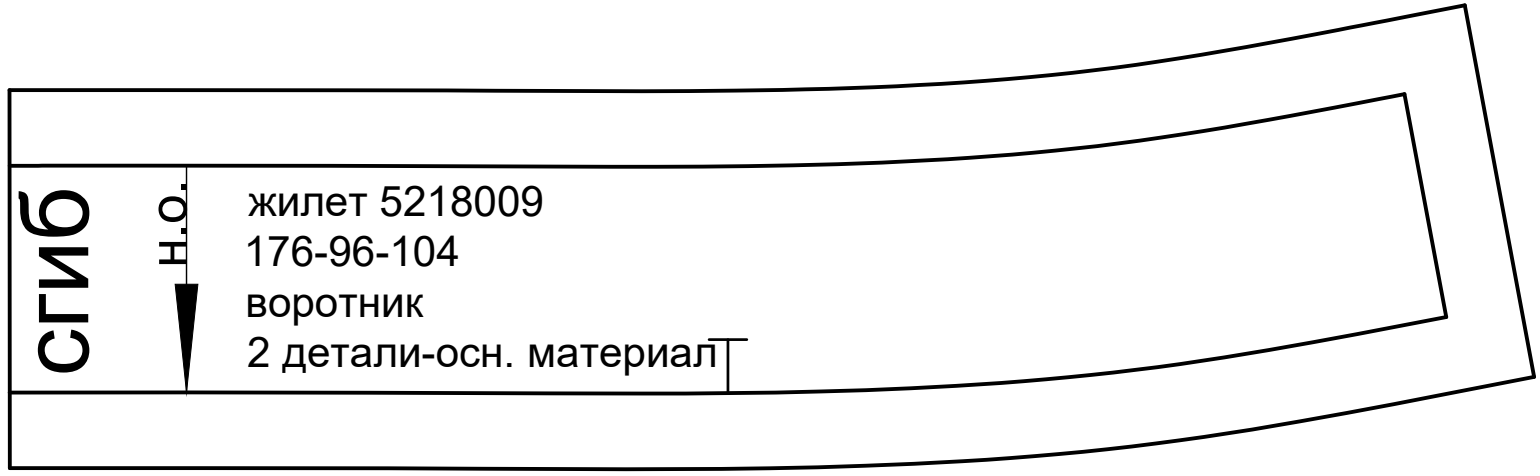 сгиб
н.о.
жилет 5218009
176-96-104
воротник
2 детали-осн. материал